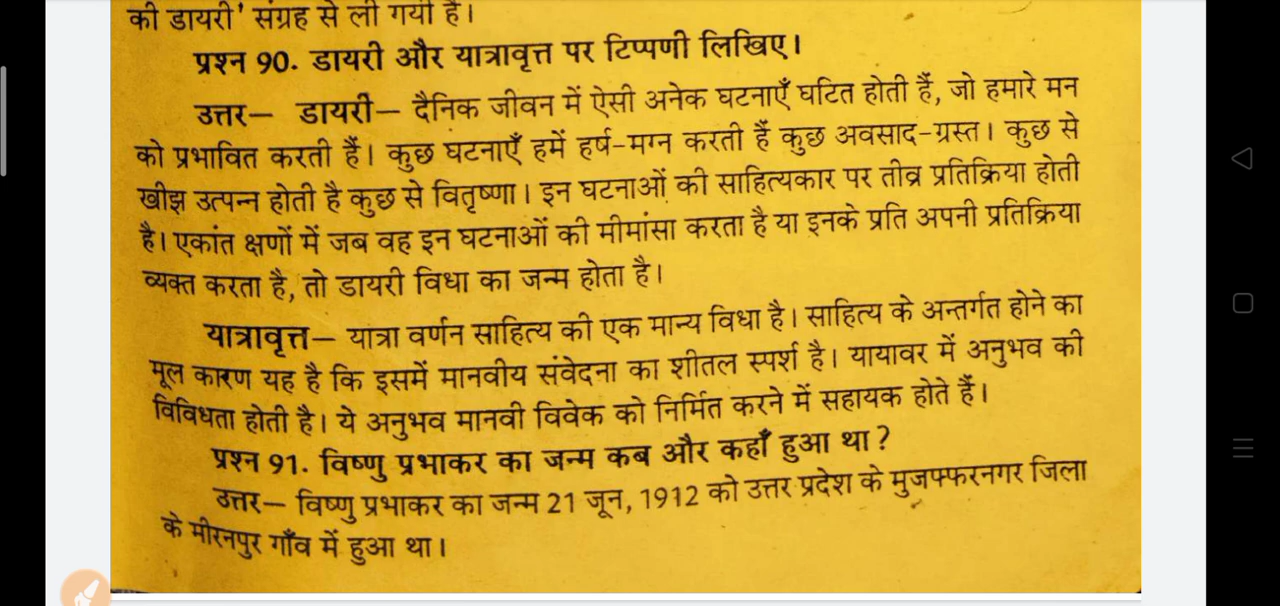 की डायरी' संग्रह से ली गयी है।
प्रश्न 90. डायरी और यात्रावृत्त पर टिप्पणी लिखिए।
उत्तर— डायरी— दैनिक जीवन में ऐसी अनेक घटनाएँ घटित होती हैं, जो हमारे मन
को प्रभावित करती हैं। कुछ घटनाएँ हमें हर्ष-मग्न करती हैं कुछ अवसाद-ग्रस्त। कुछ से
खीझ उत्पन्न होती है कुछ से वितृष्णा। इन घटनाओं की साहित्यकार पर तीव्र प्रतिक्रिया होती
है। एकांत क्षणों में जब वह इन घटनाओं की मीमांसा करता है या इनके प्रति अपनी प्रतिक्रिया
व्यक्त करता है, तो डायरी विधा का जन्म होता है।
यात्रावृत्त— यात्रा वर्णन साहित्य की एक मान्य विधा है। साहित्य के अन्तर्गत होने का
मूल कारण यह है कि इसमें मानवीय संवेदना का शीतल स्पर्श है। यायावर में अनुभव की
विविधता होती है। ये अनुभव मानवी विवेक को निर्मित करने में सहायक होते हैं।
प्रश्न 91. विष्णु प्रभाकर का जन्म कब और कहाँ हुआ था?
उत्तर— विष्णु प्रभाकर का जन्म 21 जून, 1912 को उत्तर प्रदेश के मुजफ्फरनगर जिला
के मीरनपुर गाँव में हुआ था।